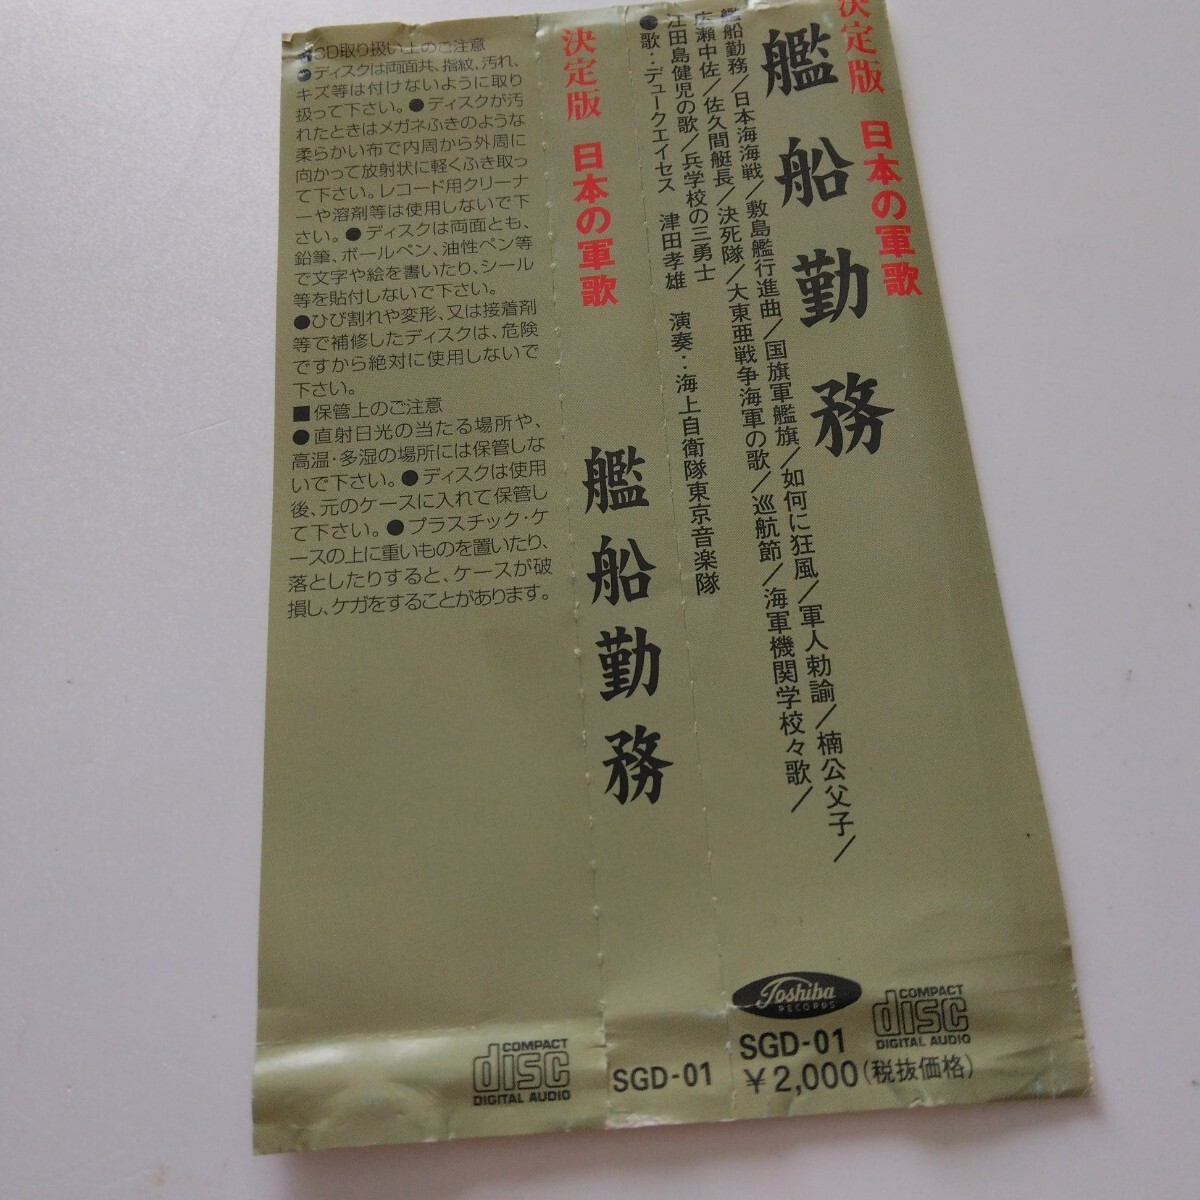 決定版 日本の軍歌
艦船勤務
艦船勤務/日本海海戦/敷島艦行進曲/国旗軍艦旗/如何に狂風/軍人勅諭/楠公父子/
広瀬中佐/佐久間艇長/決死隊/大東亜戦争海軍の歌/巡航節/海軍機関学校々歌/
江田島健児の歌/兵学校の三勇士
●歌:デュークエイセス 津田孝雄 演奏:海上自衛隊東京音楽隊
Toshiba
RECORDS
SGD-01
¥2,000(税抜価格)
COMPACT
disc
DIGITAL AUDIO
決定版 日本の軍歌
艦船勤務
SGD-01
■CD取り扱い上のご注意
●ディスクは両面共、指紋、汚れ、
キズ等は付けないように取り
扱って下さい。●ディスクが汚
れたときはメガネふきのような
柔らかい布で内周から外周に
向かって放射状に軽くふき取っ
て下さい。レコード用クリーナ
ーや溶剤等は使用しないで下
さい。●ディスクは両面とも、
鉛筆、ボールペン、油性ペン等
で文字や絵を書いたり、シール
等を貼付しないで下さい。
●ひび割れや変形、又は接着剤
等で補修したディスクは、危険
ですから絶対に使用しないで
下さい。
■保管上のご注意
●直射日光の当たる場所や、
高温・多湿の場所には保管しな
いで下さい。●ディスクは使用
後、元のケースに入れて保管し
て下さい。●プラスチック・ケ
ースの上に重いものを置いたり、
落としたりすると、ケースが破
損し、ケガをすることがあります。
COMPACT
disc
DIGITAL AUDIO